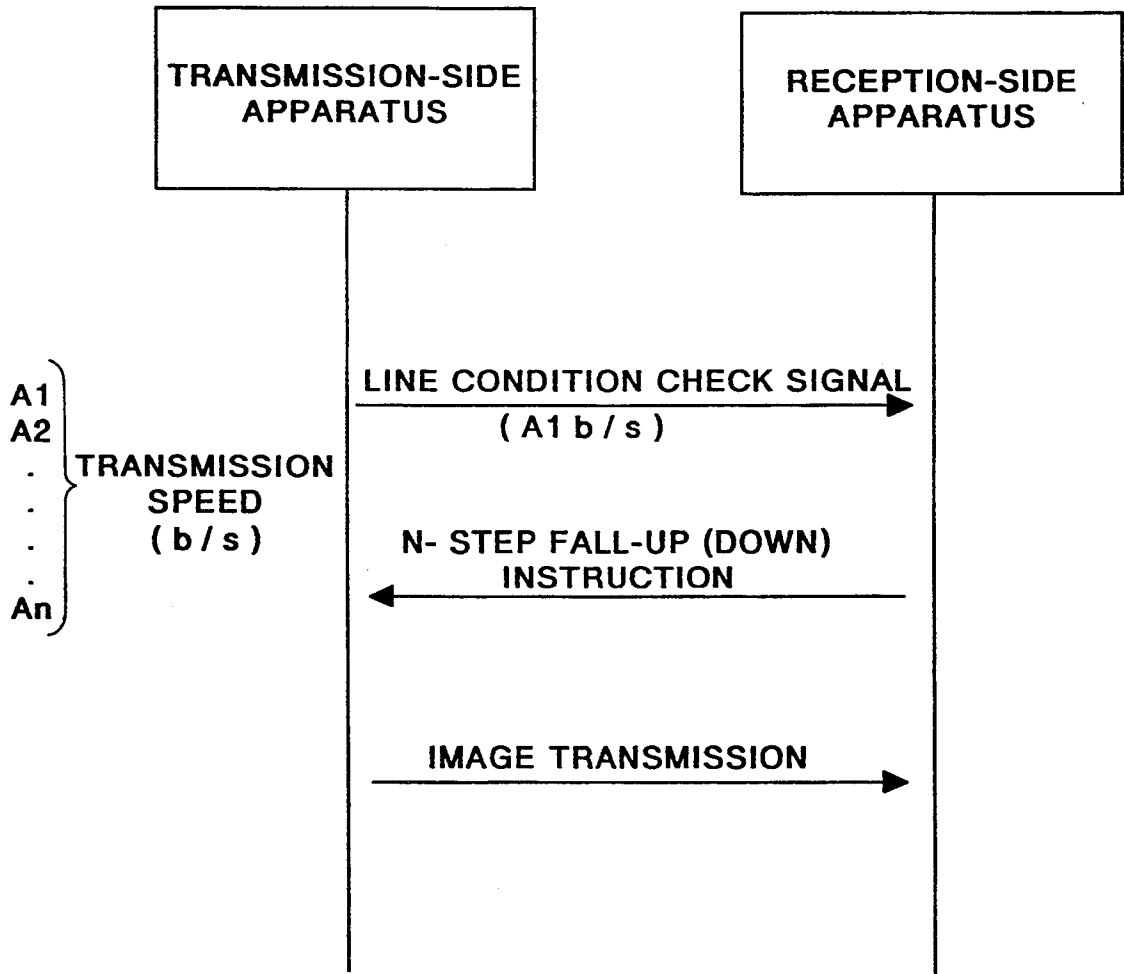 TRANSMISSION-SIDE
APPARATUS
RECEPTION-SIDE
APPARATUS
A1
A2
.
.
.
.
An
TRANSMISSION
SPEED
( b / s )
LINE CONDITION CHECK SIGNAL
( A1 b / s )
N- STEP FALL-UP (DOWN)
INSTRUCTION
IMAGE TRANSMISSION